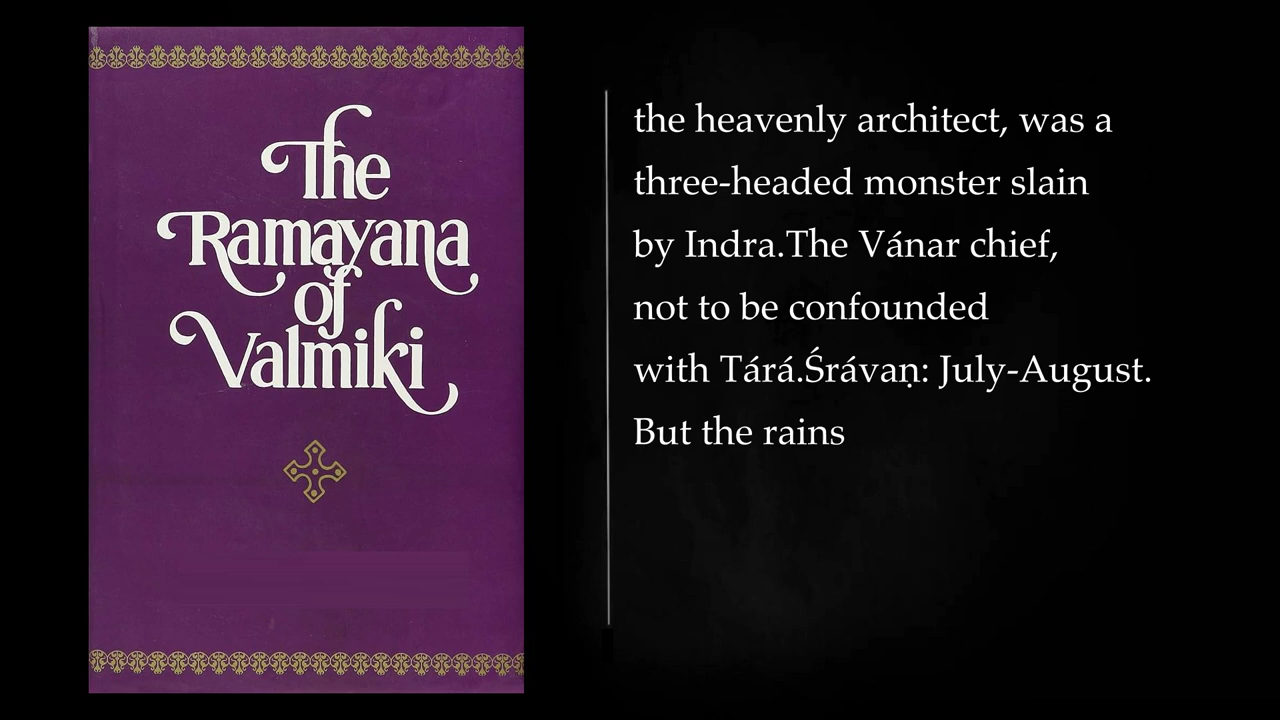 The
Ramayana
of
Valmiki
the heavenly architect, was a
three-headed monster slain
by Indra.The Vánar chief,
not to be confounded
with Tárá.Śrávaṇ: July-August.
But the rains